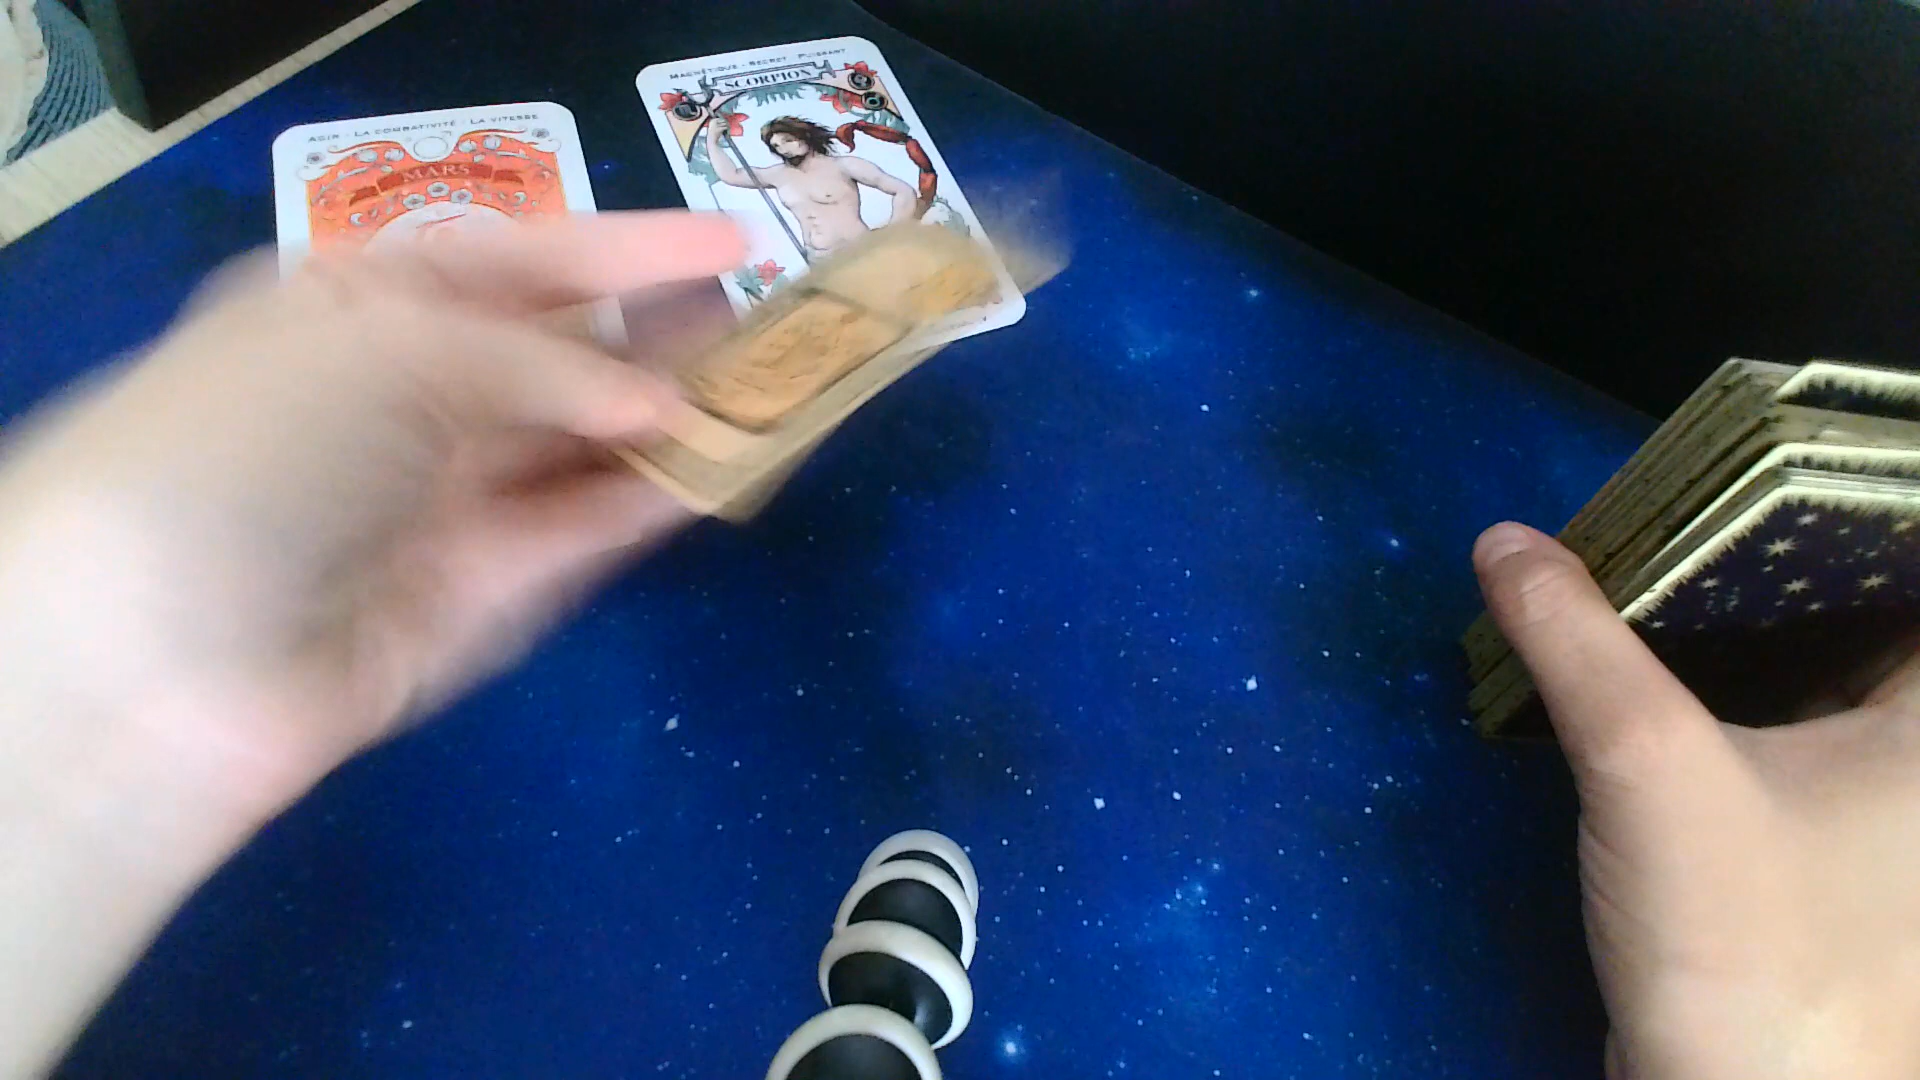 AGIR - LA COMBATIVITÉ - LA VITESSE
MARS
MAGNÉTIQUE - SECRET - PUISSANT
SCORPION